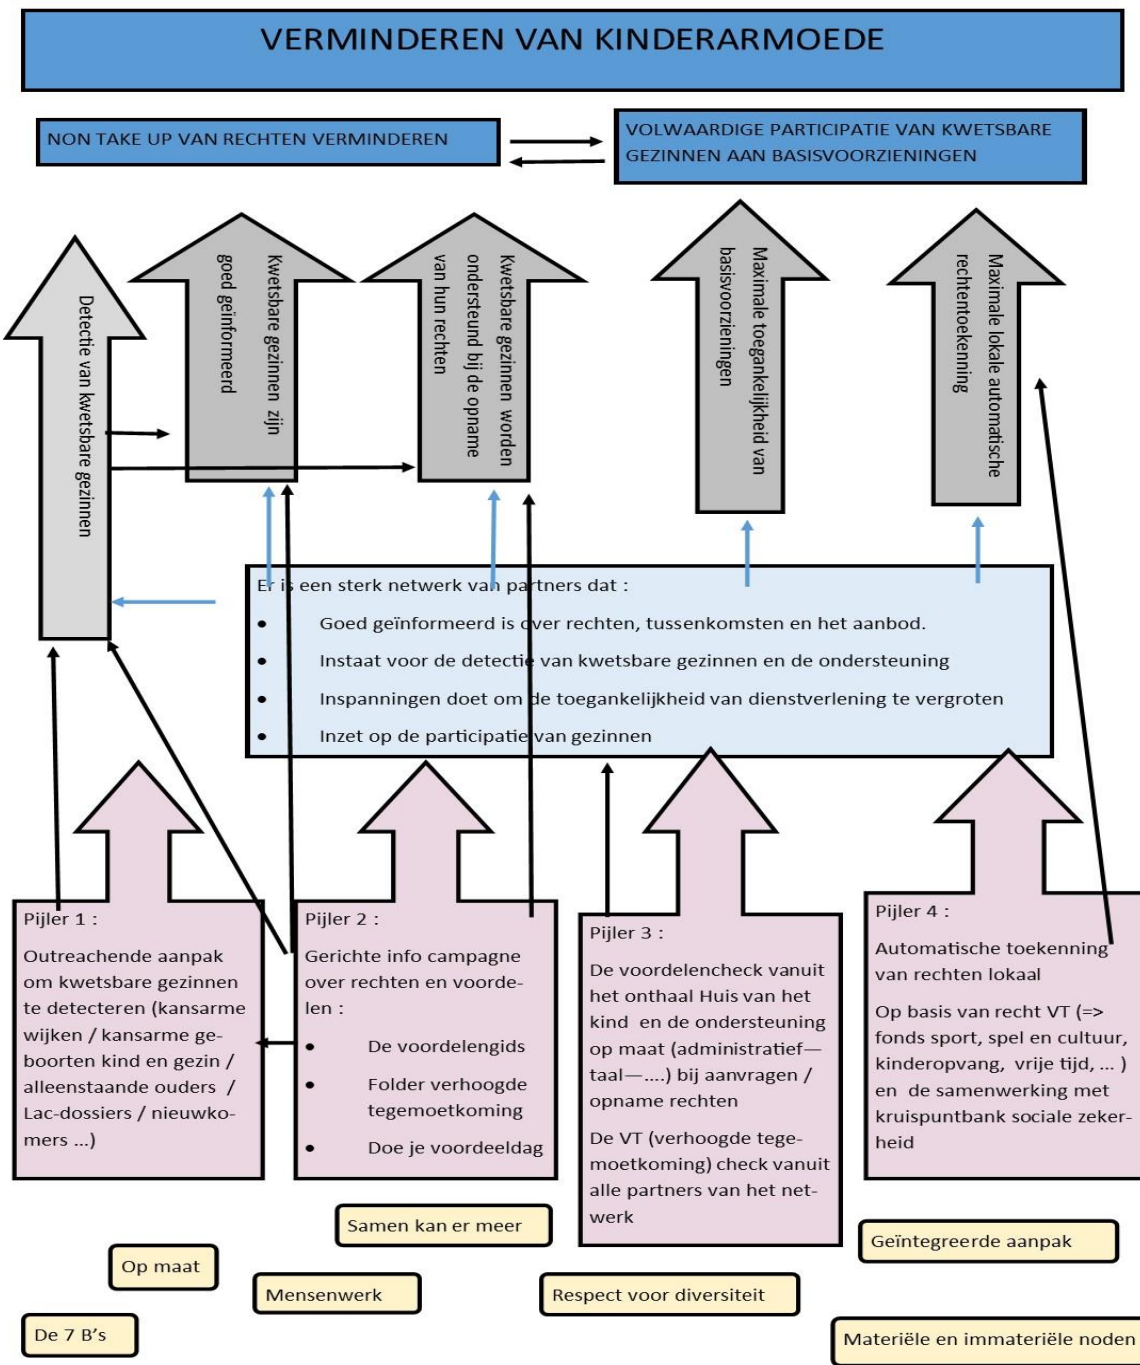 VERMINDEREN VAN KINDERARMOEDE
NON TAKE UP VAN RECHTEN VERMINDEREN
VOLWAARDIGE PARTICIPATIE VAN KWETSBARE
GEZINNEN AAN BASISVOORZIENINGEN
Detectie van kwetsbare gezinnen
Kwetsbare gezinnen zijn
goed geïnformeerd
Kwetsbare gezinnen worden
ondersteund bij de opname
van hun rechten
Maximale toegankelijkheid van
basisvoorzieningen
Maximale lokale automatische
rechtentoekenning
Er is een sterk netwerk van partners dat :
• Goed geïnformeerd is over rechten, tussenkomsten en het aanbod.
• Instaat voor de detectie van kwetsbare gezinnen en de ondersteuning
• Inspanningen doet om de toegankelijkheid van dienstverlening te vergroten
• Inzet op de participatie van gezinnen
Pijler 1 :
Outreachende aanpak
om kwetsbare gezinnen
te detecteren (kansarme
wijken / kansarme ge-
boorten kind en gezin /
alleenstaande ouders /
Lac-dossiers / nieuwko-
mers ...)
Pijler 2 :
Gerichte info campagne
over rechten en voorde-
len :
• De voordelengids
• Folder verhoogde
tegemoetkoming
• Doe je voordeeldag
Pijler 3 :
De voordelencheck vanuit
het onthaal Huis van het
kind en de ondersteuning
op maat (administratief—
taal—....) bij aanvragen /
opname rechten
De VT (verhoogde tege-
moetkoming) check vanuit
alle partners van het net-
werk
Pijler 4 :
Automatische toekenning
van rechten lokaal
Op basis van recht VT (=>
fonds sport, spel en cultuur,
kinderopvang, vrije tijd, ... )
en de samenwerking met
kruispuntbank sociale zeker-
heid
Samen kan er meer
Geïntegreerde aanpak
Op maat
Mensenwerk
Respect voor diversiteit
De 7 B's
Materiële en immateriële noden